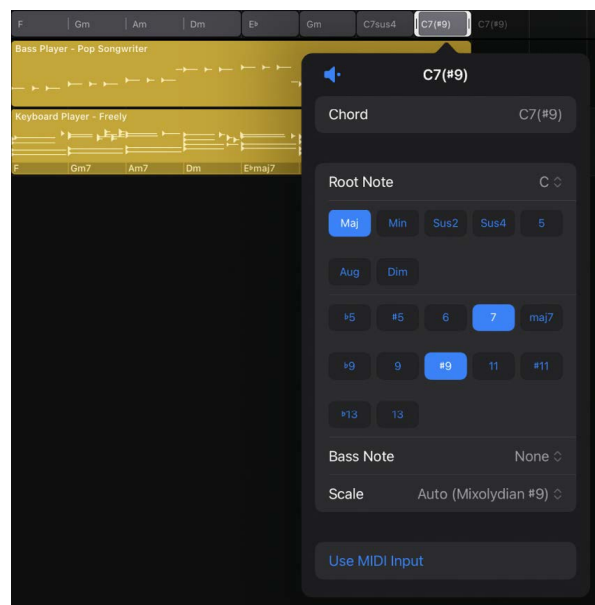 F Gm Am Dm E♭ Gm C7sus4 C7(♯9) C7(♯9)
Bass Player - Pop Songwriter
C7(♯9)
Keyboard Player - Freely
Chord C7(♯9)
F Gm7 Am7 Dm E♭maj7
Root Note C
Maj Min Sus2 Sus4 5
Aug Dim
♭5 ♯5 6 7 maj7
♭9 9 ♯9 11 ♯11
♭13 13
Bass Note None
Scale Auto (Mixolydian ♯9)
Use MIDI Input